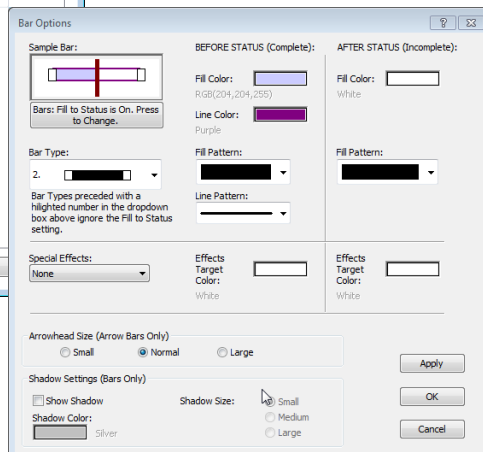 Bar Options
Sample Bar:
BEFORE STATUS (Complete):
AFTER STATUS (Incomplete):
Fill Color:
RGB(204,204,255)
Fill Color:
White
Bars: Fill to Status is On. Press
to Change.
Line Color:
Purple
Bar Type:
Fill Pattern:
Fill Pattern:
2.
Bar Types preceded with a
hilighted number in the dropdown
box above ignore the Fill to Status
setting.
Line Pattern:
Special Effects:
None
Effects
Target
Color:
White
Effects
Target
Color:
White
Arrowhead Size (Arrow Bars Only)
Small
Normal
Large
Apply
Shadow Settings (Bars Only)
Show Shadow
Shadow Size:
Small
OK
Shadow Color:
Medium
Silver
Large
Cancel